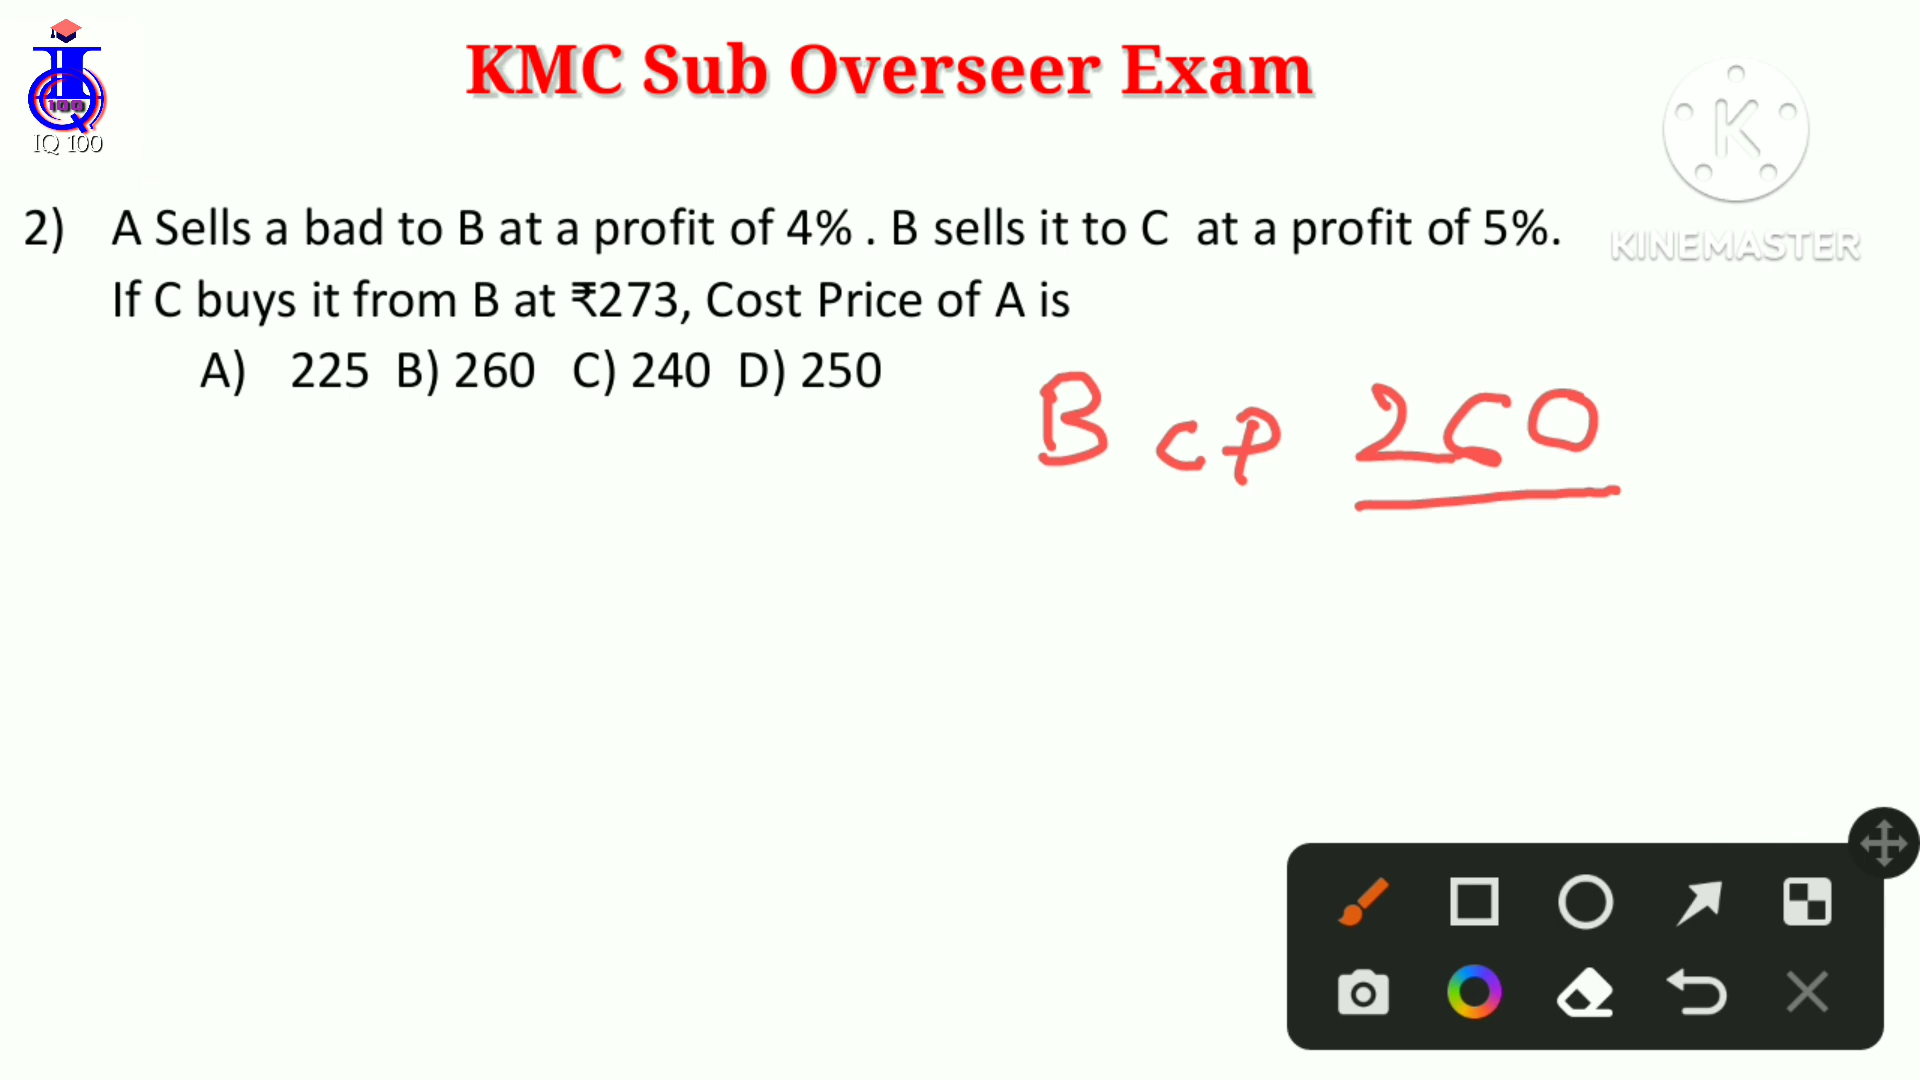 KMC Sub Overseer Exam
100
IQ 100
K
KINEMASTER
2) A Sells a bad to B at a profit of 4% . B sells it to C at a profit of 5%.
If C buys it from B at ₹273, Cost Price of A is
A) 225 B) 260 C) 240 D) 250
B CP 260